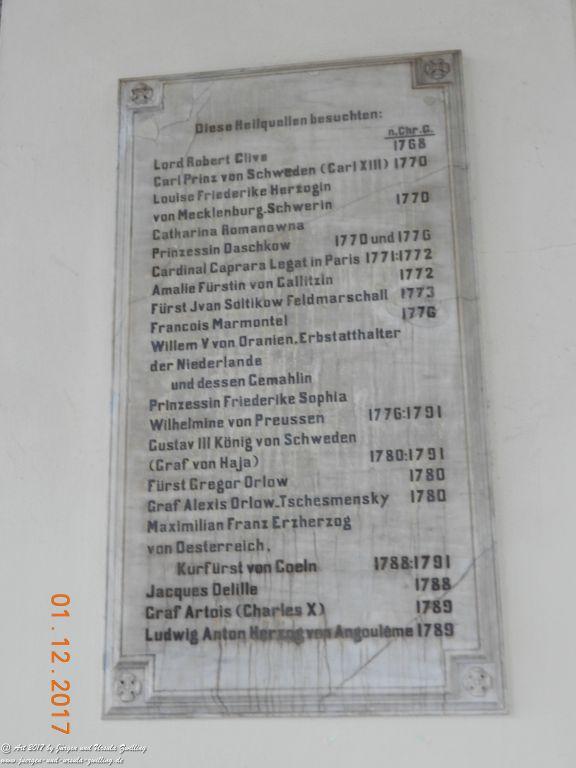 Diese Heilquellen besuchten:
n.Chr.G.
Lord Robert Clive 1768
Carl Prinz von Schweden (Carl XIII) 1770
Louise Friederike Herzogin
von Mecklenburg-Schwerin 1770
Catharina Romanowna
Prinzessin Daschkow 1770 und 1776
Cardinal Caprara Legat in Paris 1771:1772
Amalie Fürstin von Gallitzin 1772
Fürst Jvan Soltikow Feldmarschall 1773
Francois Marmontel 1776
Willem V von Oranien, Erbstatthalter
der Niederlande
und dessen Gemahlin
Prinzessin Friederike Sophia
Wilhelmine von Preussen 1776:1791
Gustav III König von Schweden
(Graf von Haja) 1780:1791
Fürst Gregor Orlow 1780
Graf Alexis Orlow-Tschesmensky 1780
Maximilian Franz Erzherzog
von Oesterreich,
Kurfürst von Coeln 1788:1791
Jacques Delille 1788
Graf Artois (Charles X) 1789
Ludwig Anton Herzog von Angoulème 1789
01.12.2017
© Art 2017 by Jurgen und Ursula Zwilling
www.juergen-und-ursula-zwilling.de